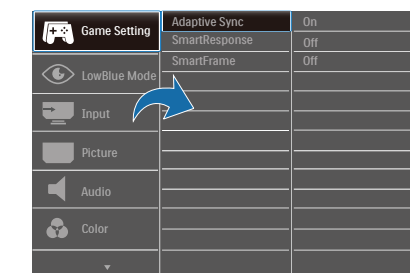 Game Setting
Adaptive Sync
On
SmartResponse
Off
SmartFrame
Off
LowBlue Mode
Input
Picture
Audio
Color